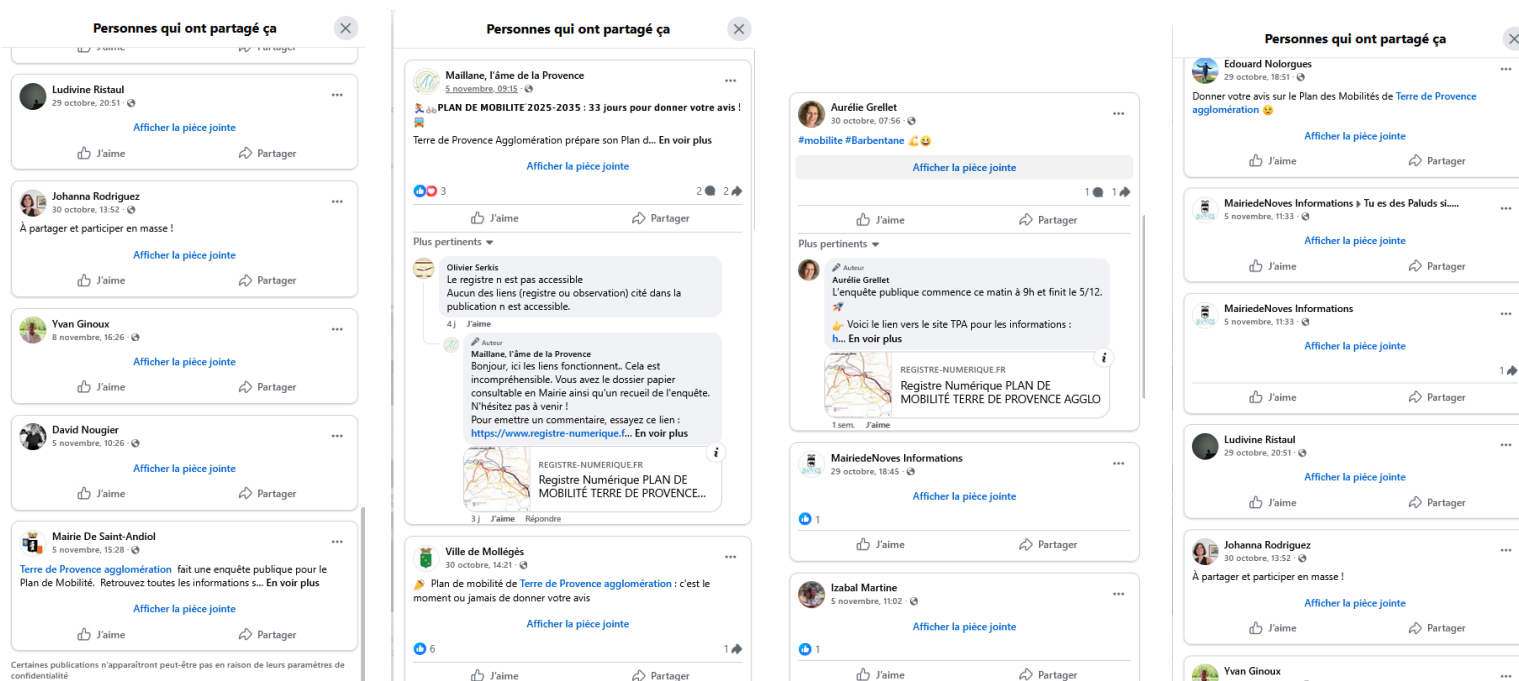 Personnes qui ont partagé ça
J'aime Partager
Ludivine Ristaul
29 octobre, 20:51 ·
Afficher la pièce jointe
J'aime Partager
Johanna Rodriguez
30 octobre, 13:52 ·
À partager et participer en masse !
Afficher la pièce jointe
J'aime Partager
Yvan Ginoux
8 novembre, 16:26 ·
Afficher la pièce jointe
J'aime Partager
David Nougier
5 novembre, 10:26 ·
Afficher la pièce jointe
J'aime Partager
Mairie De Saint-Andiol
5 novembre, 15:28 ·
Terre de Provence agglomération fait une enquête publique pour le
Plan de Mobilité. Retrouvez toutes les informations s... En voir plus
Afficher la pièce jointe
J'aime Partager
Certaines publications n'apparaîtront peut-être pas en raison de leurs paramètres de
confidentialité
Personnes qui ont partagé ça
Maillane, l'âme de la Provence
5 novembre, 09:15 ·
PLAN DE MOBILITE 2025-2035 : 33 jours pour donner votre avis !
Terre de Provence Agglomération prépare son Plan d... En voir plus
Afficher la pièce jointe
3 2 2
J'aime Partager
Plus pertinents
Olivier Serkis
Le registre n est pas accessible
Aucun des liens (registre ou observation) cité dans la
publication n est accessible.
4 j J'aime
Auteur
Maillane, l'âme de la Provence
Bonjour, ici les liens fonctionnent.. Cela est
incompréhensible. Vous avez le dossier papier
consultable en Mairie ainsi qu'un recueil de l'enquête.
N'hésitez pas à venir !
Pour emettre un commentaire, essayez ce lien :
https://www.registre-numerique.f... En voir plus
REGISTRE-NUMERIQUE.FR
Registre Numérique PLAN DE
MOBILITÉ TERRE DE PROVENCE...
3 j J'aime Répondre
Ville de Mollégès
30 octobre, 14:21 ·
Plan de mobilité de Terre de Provence agglomération : c'est le
moment ou jamais de donner votre avis
Afficher la pièce jointe
6 1
J'aime Partager
Aurélie Grellet
30 octobre, 07:56 ·
#mobilite #Barbentane
Afficher la pièce jointe
1 1
J'aime Partager
Plus pertinents
Auteur
Aurélie Grellet
L'enquête publique commence ce matin à 9h et finit le 5/12.
Voici le lien vers le site TPA pour les informations :
h... En voir plus
REGISTRE-NUMERIQUE.FR
Registre Numérique PLAN DE
MOBILITÉ TERRE DE PROVENCE AGGLO
1 sem. J'aime
MairiedeNoves Informations
29 octobre, 18:45 ·
Afficher la pièce jointe
1
J'aime Partager
Izabal Martine
5 novembre, 11:02 ·
Afficher la pièce jointe
1
J'aime Partager
Personnes qui ont partagé ça
Edouard Nolorgues
29 octobre, 18:51 ·
Donner votre avis sur le Plan des Mobilités de Terre de Provence
agglomération
Afficher la pièce jointe
J'aime Partager
MairiedeNoves Informations ▸ Tu es des Paluds si.....
5 novembre, 11:33 ·
Afficher la pièce jointe
J'aime Partager
MairiedeNoves Informations
5 novembre, 11:33 ·
Afficher la pièce jointe
1
J'aime Partager
Ludivine Ristaul
29 octobre, 20:51 ·
Afficher la pièce jointe
J'aime Partager
Johanna Rodriguez
30 octobre, 13:52 ·
À partager et participer en masse !
Afficher la pièce jointe
J'aime Partager
Yvan Ginoux